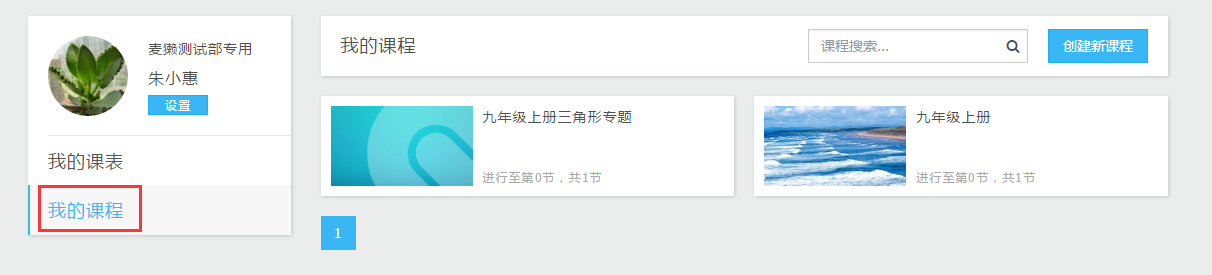 麦獭测试部专用
朱小惠
设置
我的课表
我的课程
我的课程
课程搜索...
创建新课程
九年级上册三角形专题
进行至第0节，共1节
九年级上册
进行至第0节，共1节
1